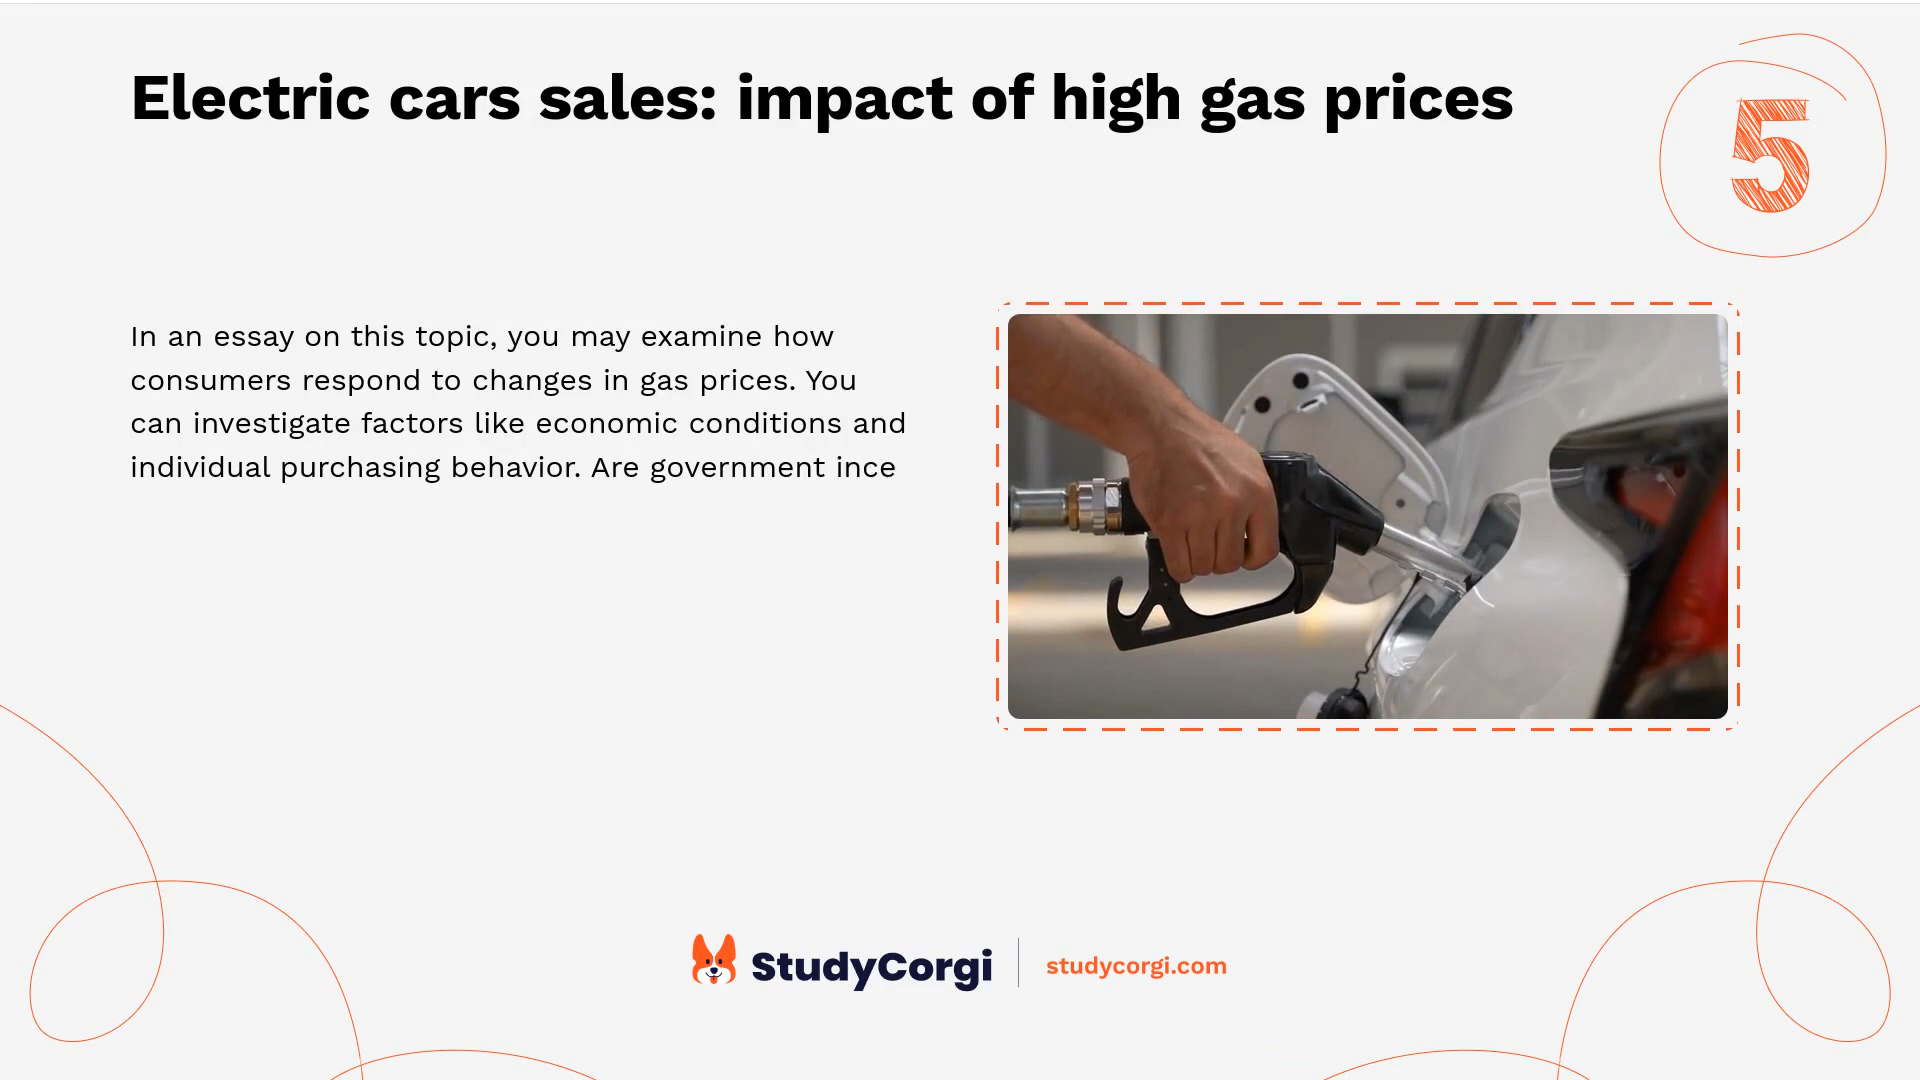 Electric cars sales: impact of high gas prices
5
In an essay on this topic, you may examine how
consumers respond to changes in gas prices. You
can investigate factors like economic conditions and
individual purchasing behavior. Are government ince
StudyCorgi
studycorgi.com